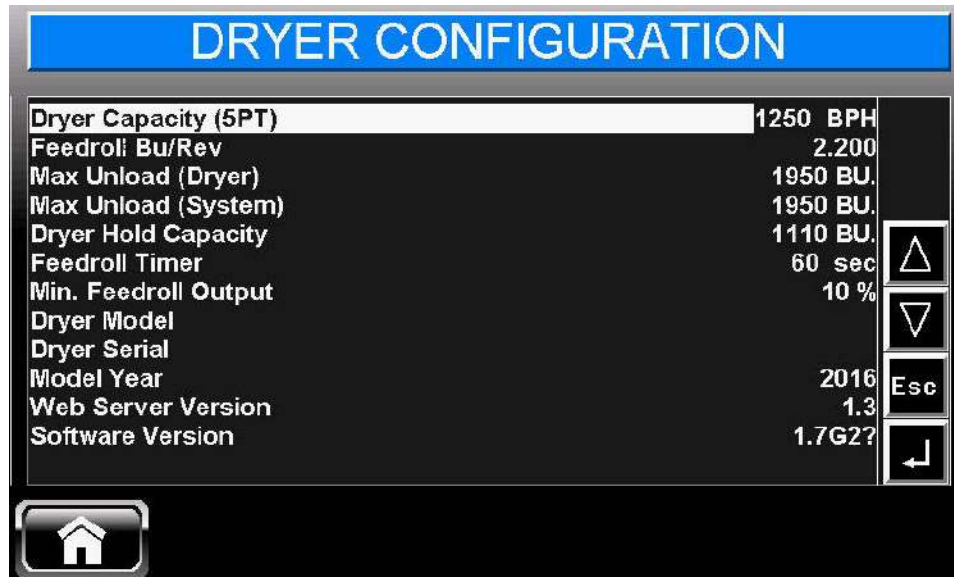 DRYER CONFIGURATION
Dryer Capacity (5PT) 1250 BPH
Feedroll Bu/Rev 2.200
Max Unload (Dryer) 1950 BU.
Max Unload (System) 1950 BU.
Dryer Hold Capacity 1110 BU.
Feedroll Timer 60 sec
Min. Feedroll Output 10 %
Dryer Model
Dryer Serial
Model Year 2016
Web Server Version 1.3
Software Version 1.7G2?
Esc